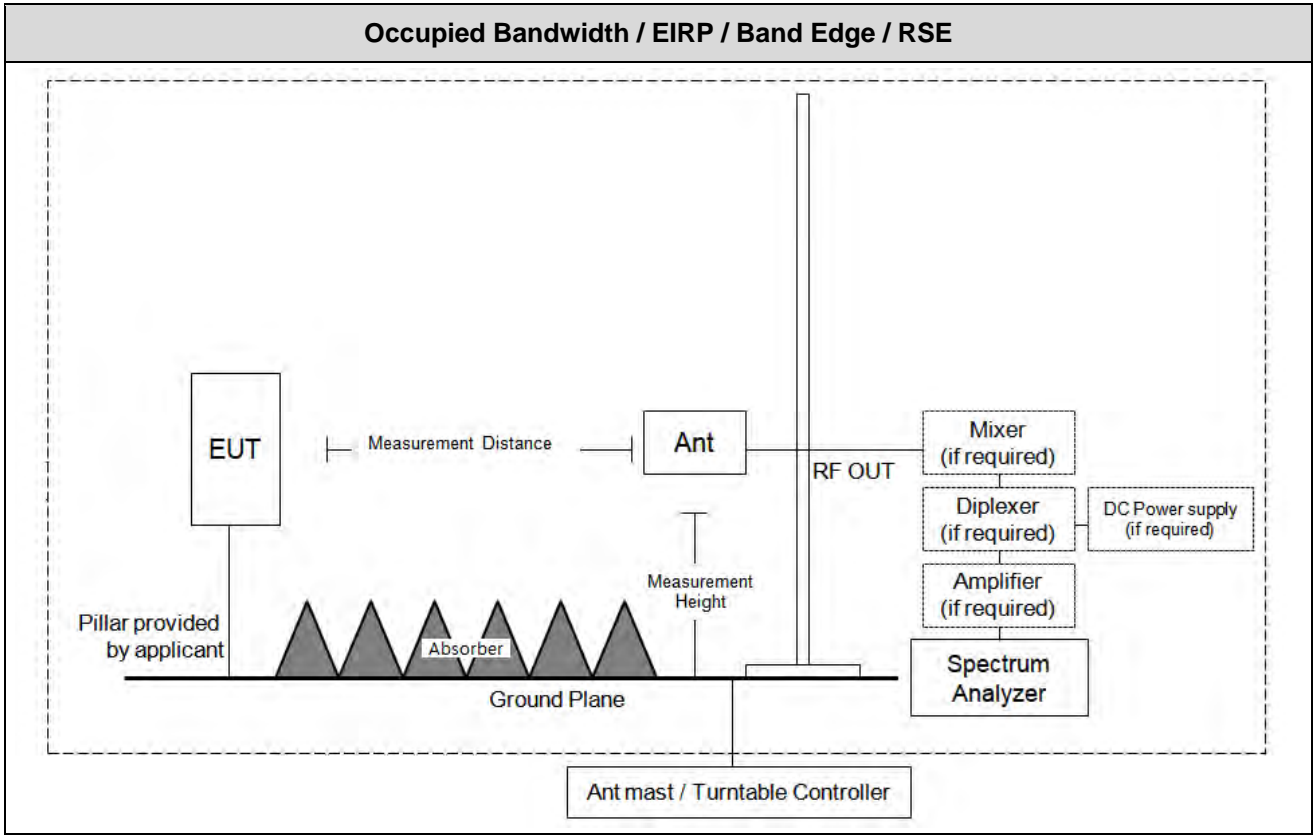 Occupied Bandwidth / EIRP / Band Edge / RSE
EUT
Measurement Distance
Ant
RF OUT
Mixer
(if required)
Diplexer
(if required)
DC Power supply
(if required)
Amplifier
(if required)
Measurement
Height
Pillar provided
by applicant
Absorber
Ground Plane
Spectrum
Analyzer
Ant mast / Turntable Controller